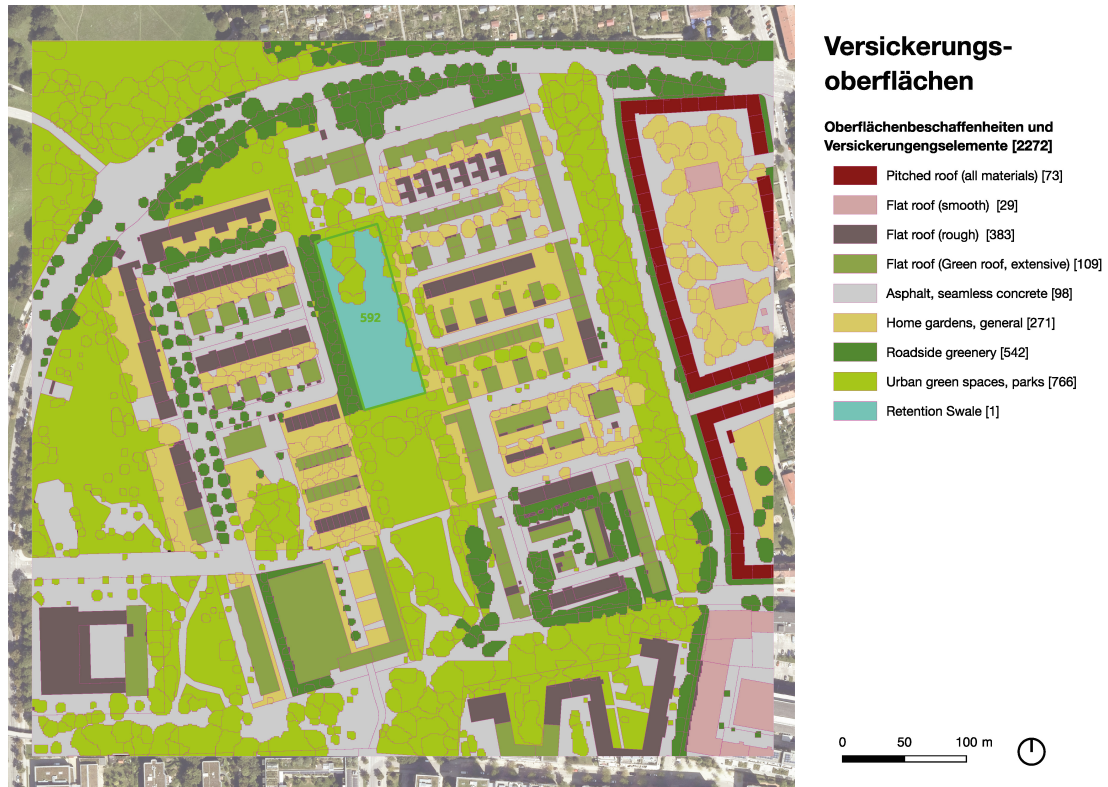 Versickerungs-
oberflächen
Oberflächenbeschaffenheiten und
Versickerungengselemente [2272]
Pitched roof (all materials) [73]
Flat roof (smooth) [29]
Flat roof (rough) [383]
Flat roof (Green roof, extensive) [109]
Asphalt, seamless concrete [98]
Home gardens, general [271]
Roadside greenery [542]
Urban green spaces, parks [766]
Retention Swale [1]
592
0 50 100 m